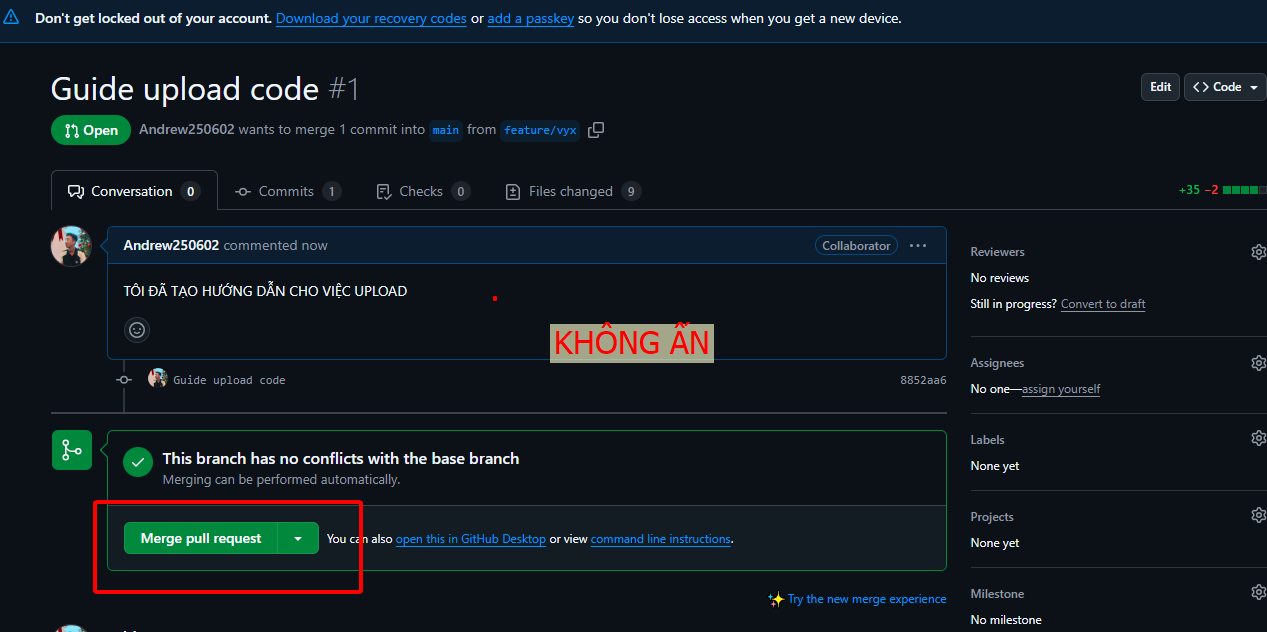 Don't get locked out of your account. Download your recovery codes or add a passkey so you don't lose access when you get a new device.
Guide upload code #1
Edit
<> Code
Open
Andrew250602 wants to merge 1 commit into main from feature/vyx
Conversation 0
Commits 1
Checks 0
Files changed 9
+35 −2
Andrew250602 commented now
Collaborator
TÔI ĐÃ TẠO HƯỚNG DẪN CHO VIỆC UPLOAD
KHÔNG ẤN
Guide upload code
8852aa6
This branch has no conflicts with the base branch
Merging can be performed automatically.
Merge pull request
You can also open this in GitHub Desktop or view command line instructions.
Try the new merge experience
Reviewers
No reviews
Still in progress? Convert to draft
Assignees
No one—assign yourself
Labels
None yet
Projects
None yet
Milestone
No milestone